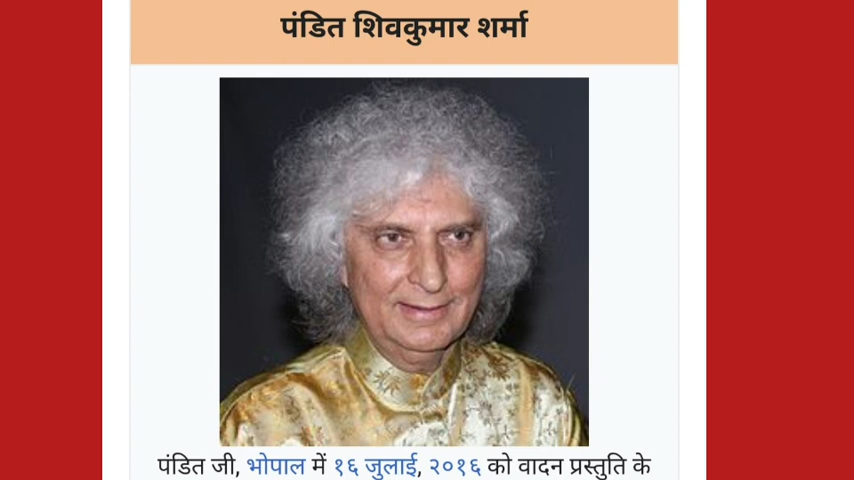 पंडित शिवकुमार शर्मा
पंडित जी, भोपाल में १६ जुलाई, २०१६ को वादन प्रस्तुति के